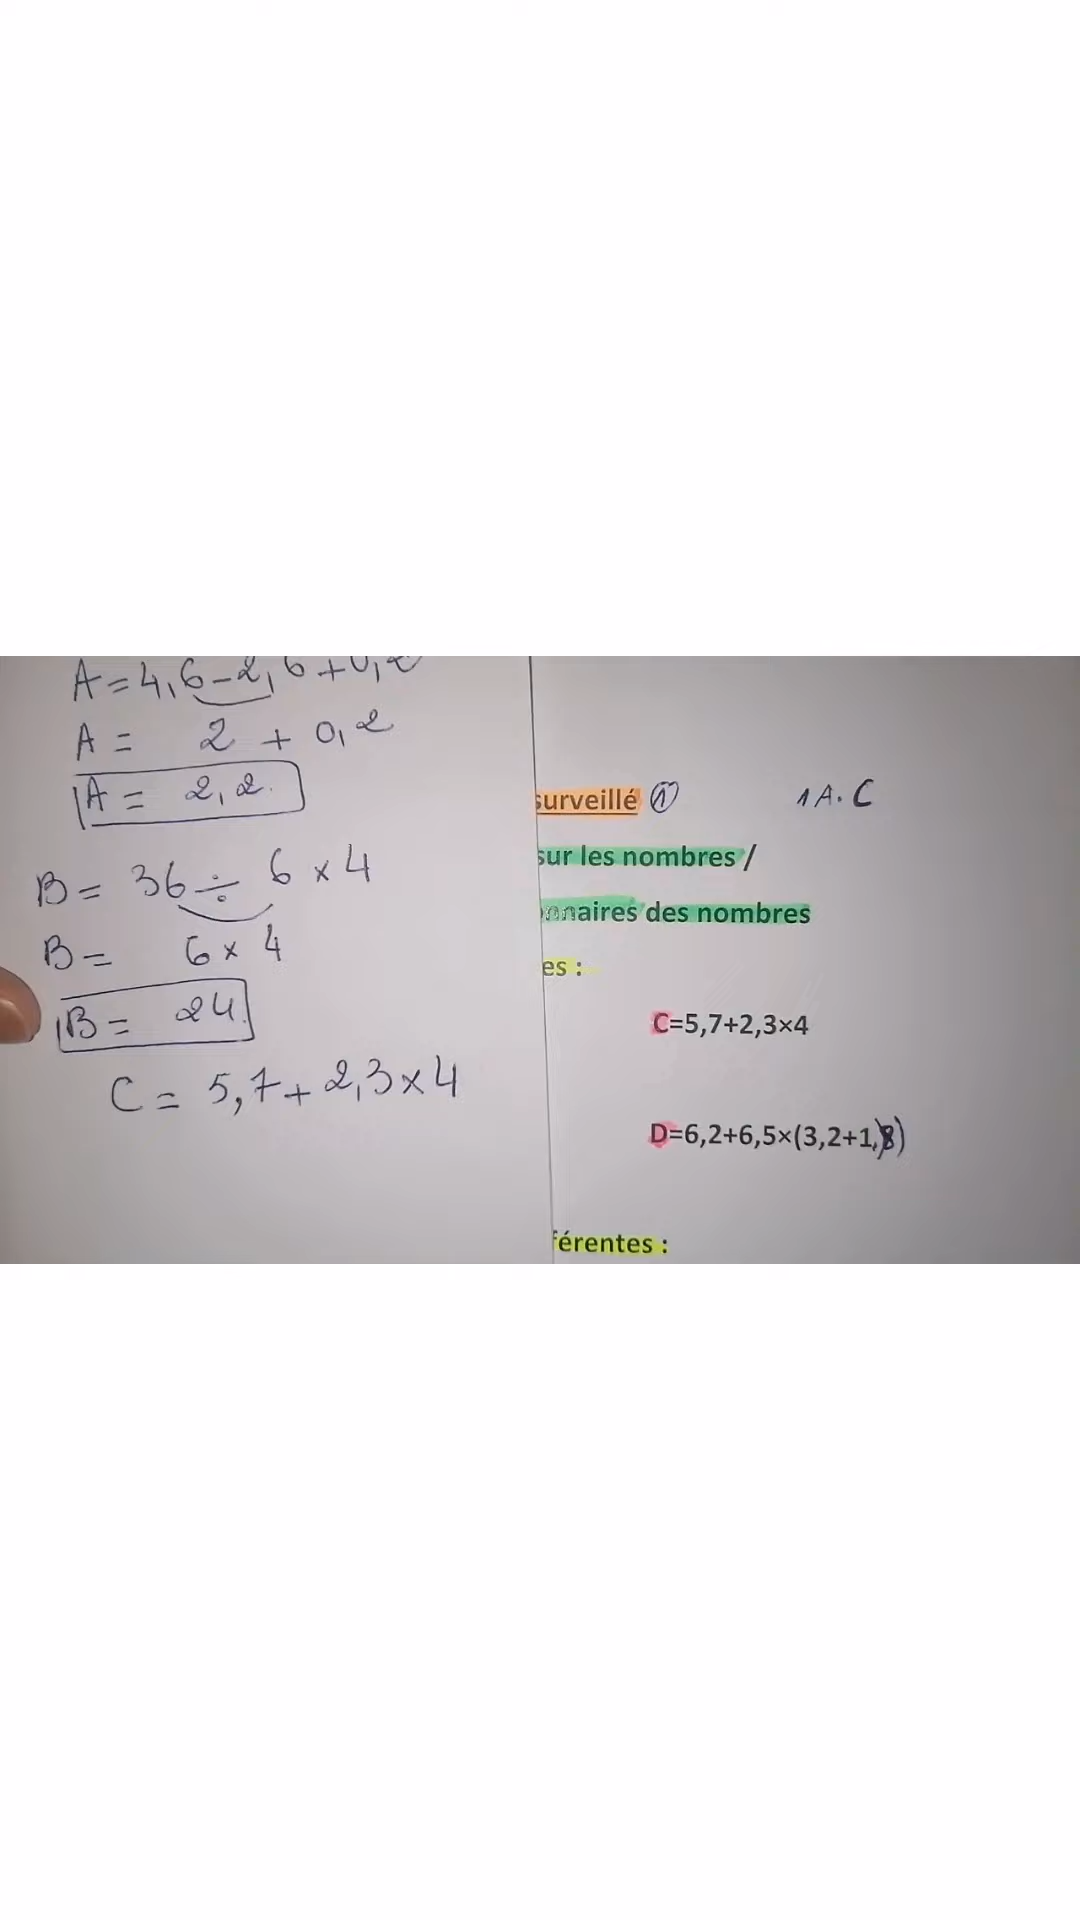 A = 4,6 - 2,6 + 0,2
A = 2 + 0,2
A = 2,2
B = 36 ÷ 6 × 4
B = 6 × 4
B = 24
C = 5,7 + 2,3 × 4
surveillé 1 1A.C
sur les nombres /
nnaires des nombres
es :
C=5,7+2,3×4
D=6,2+6,5×(3,2+1,8)
férentes :